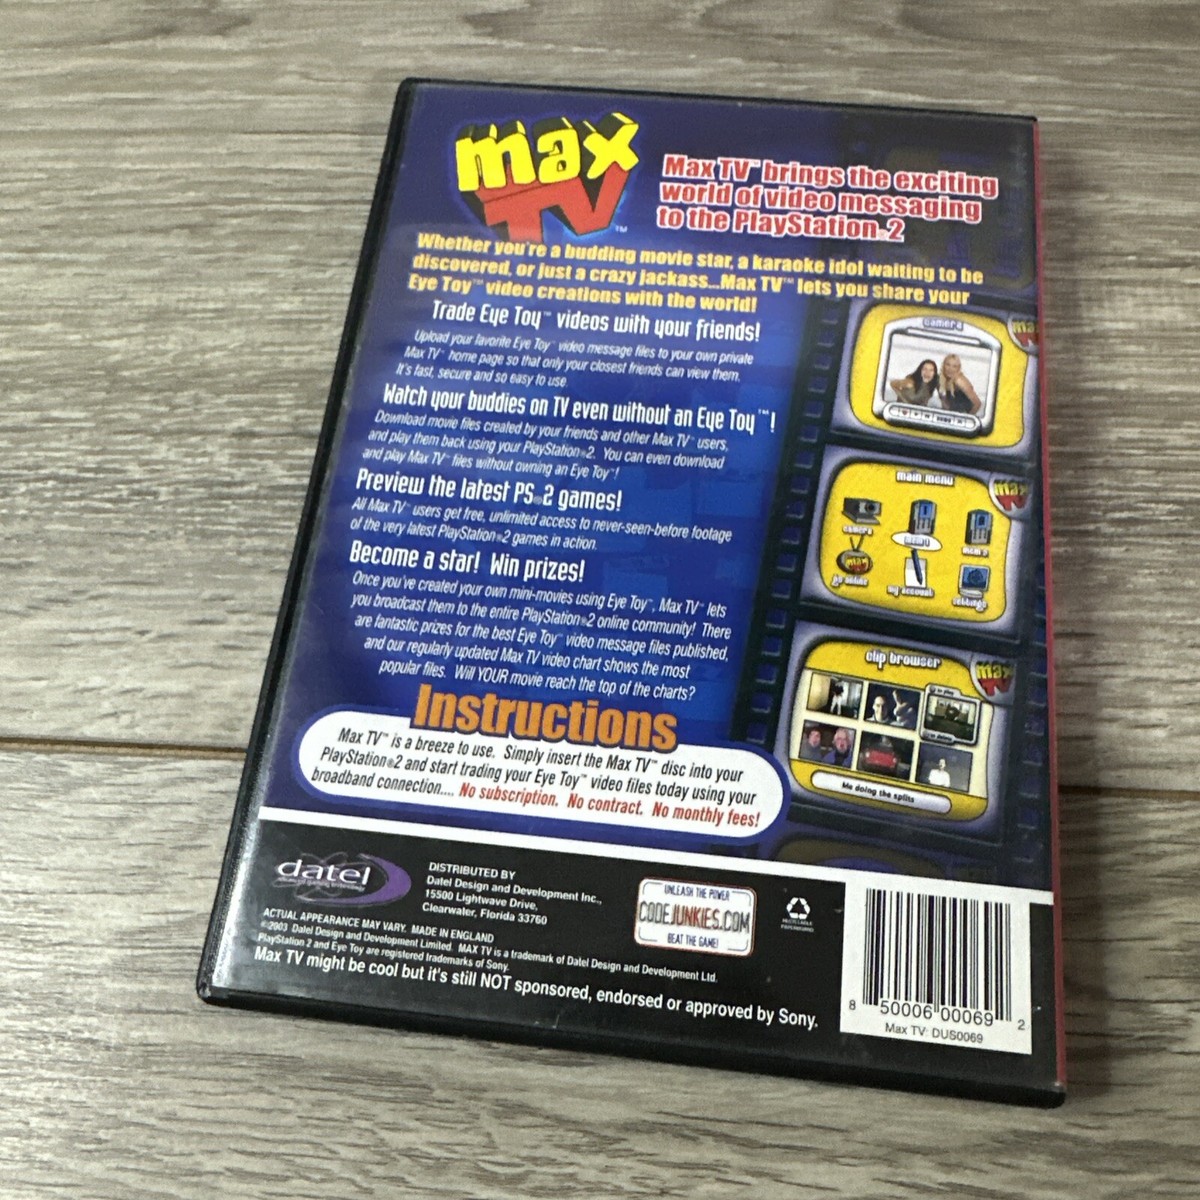 max
TV™
Max TV™ brings the exciting
world of video messaging
to the PlayStation®2
Whether you're a budding movie star, a karaoke idol waiting to be
discovered, or just a crazy jackass...Max TV™ lets you share your
Eye Toy™ video creations with the world!
Trade Eye Toy™ videos with your friends!
Upload your favorite Eye Toy™ video message files to your own private
Max TV™ home page so that only your closest friends can view them.
It's fast, secure and so easy to use.
Watch your buddies on TV even without an Eye Toy™!
Download movie files created by your friends and other Max TV™ users,
and play them back using your PlayStation®2. You can even download
and play Max TV™ files without owning an Eye Toy™!
Preview the latest PS®2 games!
All Max TV™ users get free, unlimited access to never-seen-before footage
of the very latest PlayStation®2 games in action.
Become a star! Win prizes!
Once you've created your own mini-movies using Eye Toy™, Max TV™ lets
you broadcast them to the entire PlayStation®2 online community! There
are fantastic prizes for the best Eye Toy™ video message files published,
and our regularly updated Max TV video chart shows the most
popular files. Will YOUR movie reach the top of the charts?
camera
main menu
max
TV
camera
my account
go online
settings
clip browser
max
TV
Me doing the splits
Instructions
Max TV™ is a breeze to use. Simply insert the Max TV™ disc into your
PlayStation®2 and start trading your Eye Toy™ video files today using your
broadband connection.... No subscription. No contract. No monthly fees!
datel
DISTRIBUTED BY
Datel Design and Development Inc.,
15500 Lightwave Drive,
Clearwater, Florida 33760
UNLEASH THE POWER
CODEJUNKIES.COM
BEAT THE GAME!
RECYCLABLE
PACKAGING
ACTUAL APPEARANCE MAY VARY. MADE IN ENGLAND
© 2003 Datel Design and Development Limited. MAX TV is a trademark of Datel Design and Development Ltd.
PlayStation 2 and Eye Toy are registered trademarks of Sony.
Max TV might be cool but it's still NOT sponsored, endorsed or approved by Sony.
8 50006 00069 2
Max TV: DUS0069